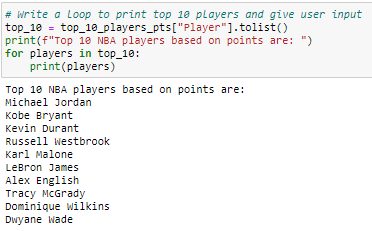 # Write a Loop to print top 10 players and give user input
top_10 = top_10_players_pts["Player"].tolist()
print(f"Top 10 NBA players based on points are: ")
for players in top_10:
    print(players)
Top 10 NBA players based on points are:
Michael Jordan
Kobe Bryant
Kevin Durant
Russell Westbrook
Karl Malone
LeBron James
Alex English
Tracy McGrady
Dominique Wilkins
Dwyane Wade